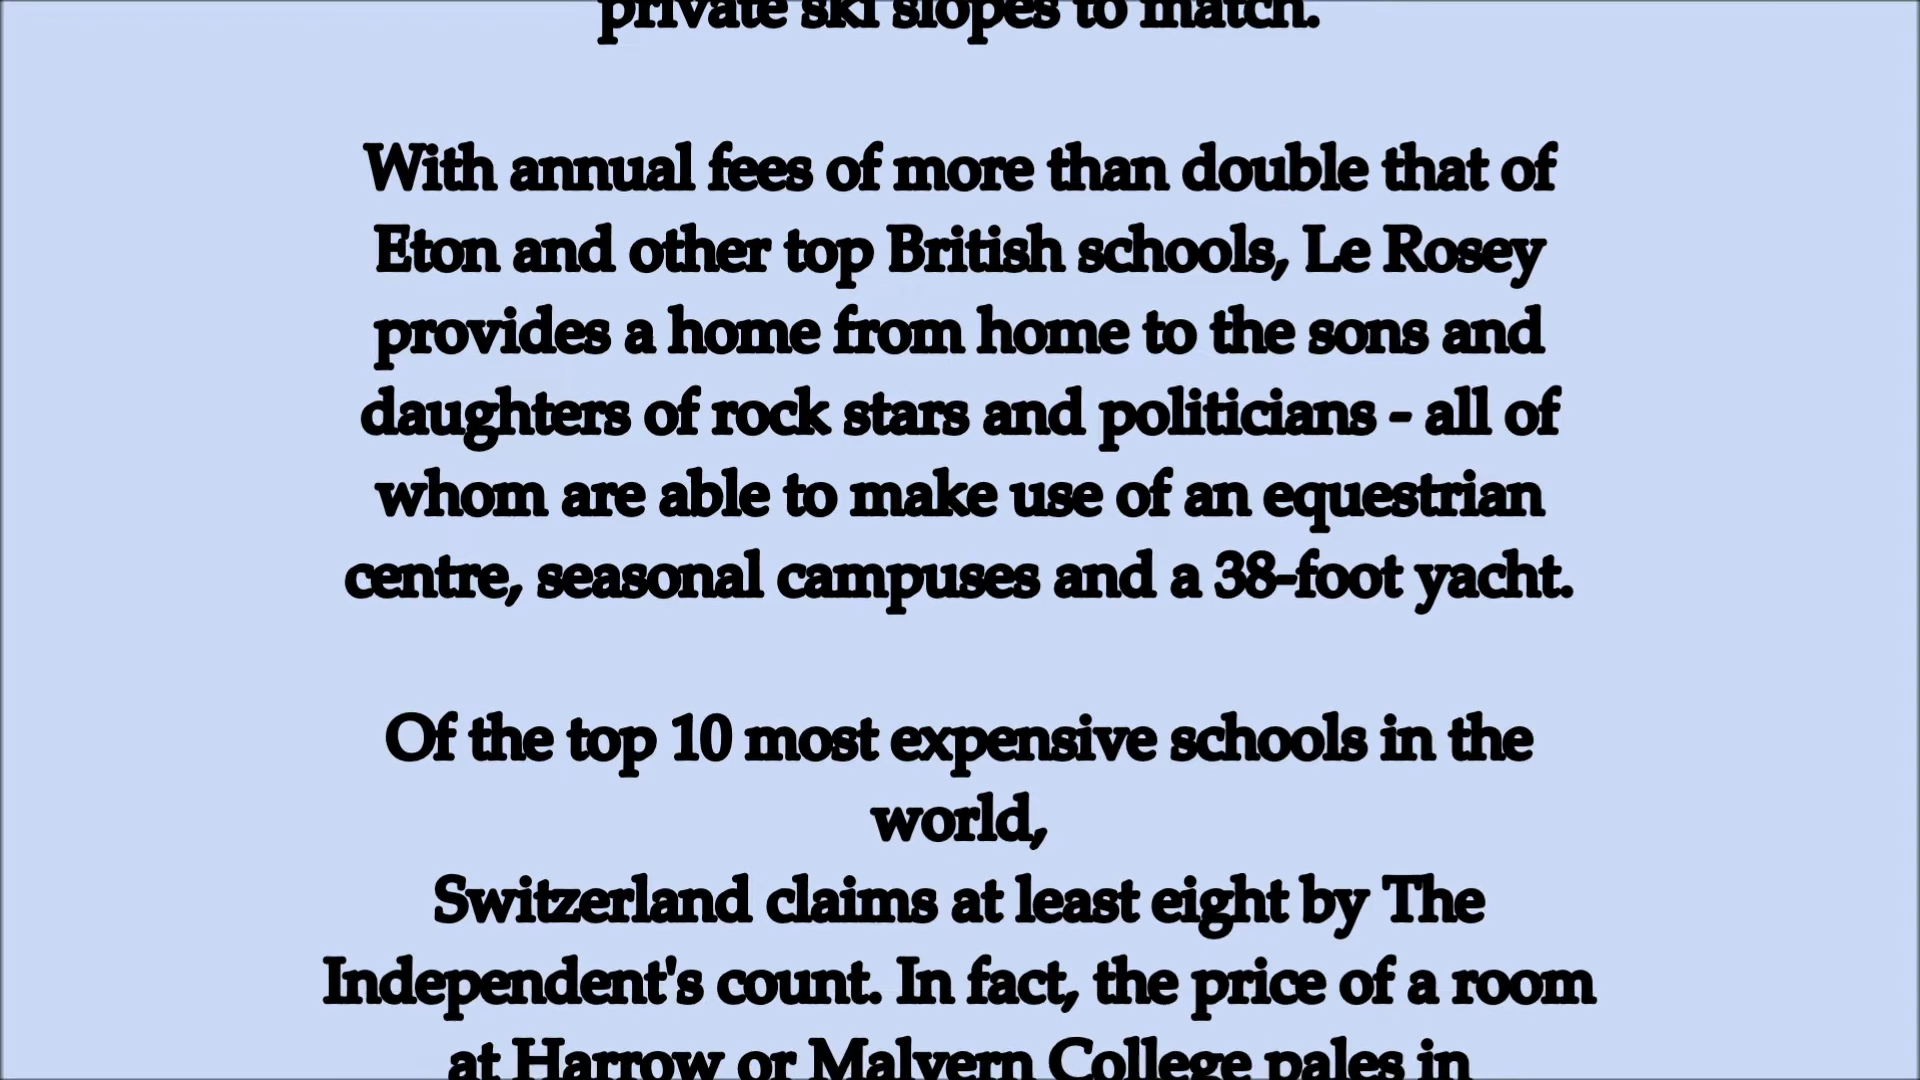 private ski slopes to match.
With annual fees of more than double that of
Eton and other top British schools, Le Rosey
provides a home from home to the sons and
daughters of rock stars and politicians - all of
whom are able to make use of an equestrian
centre, seasonal campuses and a 38-foot yacht.
Of the top 10 most expensive schools in the
world,
Switzerland claims at least eight by The
Independent's count. In fact, the price of a room
at Harrow or Malvern College pales in